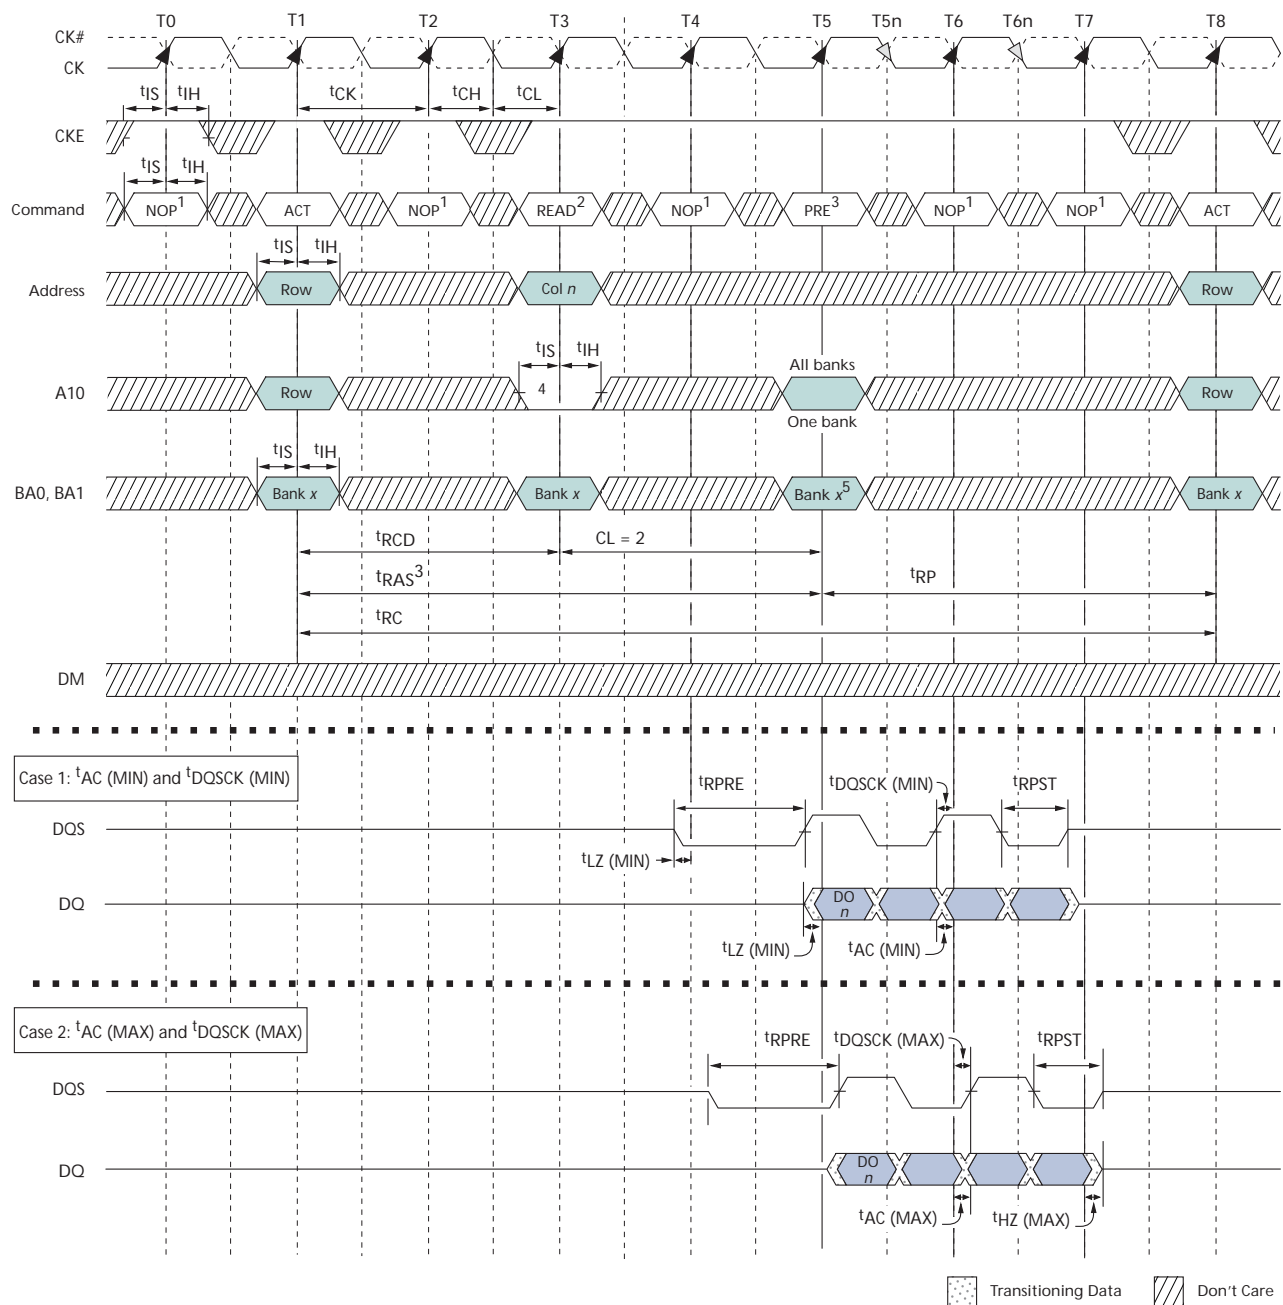 T0 T1 T2 T3 T4 T5 T5n T6 T6n T7 T8
CK#
CK
tIS tIH tCK tCH tCL
CKE
tIS tIH
Command NOP1 ACT NOP1 READ2 NOP1 PRE3 NOP1 NOP1 ACT
tIS tIH
Address Row Col n Row
tIS tIH
All banks
A10 Row 4 Row
One bank
tIS tIH
BA0, BA1 Bank x Bank x Bank x5 Bank x
tRCD CL = 2
tRAS3 tRP
tRC
DM
Case 1: tAC (MIN) and tDQSCK (MIN)
tRPRE tDQSCK (MIN) tRPST
DQS
tLZ (MIN)
DQ DO n
tLZ (MIN) tAC (MIN)
Case 2: tAC (MAX) and tDQSCK (MAX)
tRPRE tDQSCK (MAX) tRPST
DQS
DQ DO n
tAC (MAX) tHZ (MAX)
Transitioning Data Don't Care